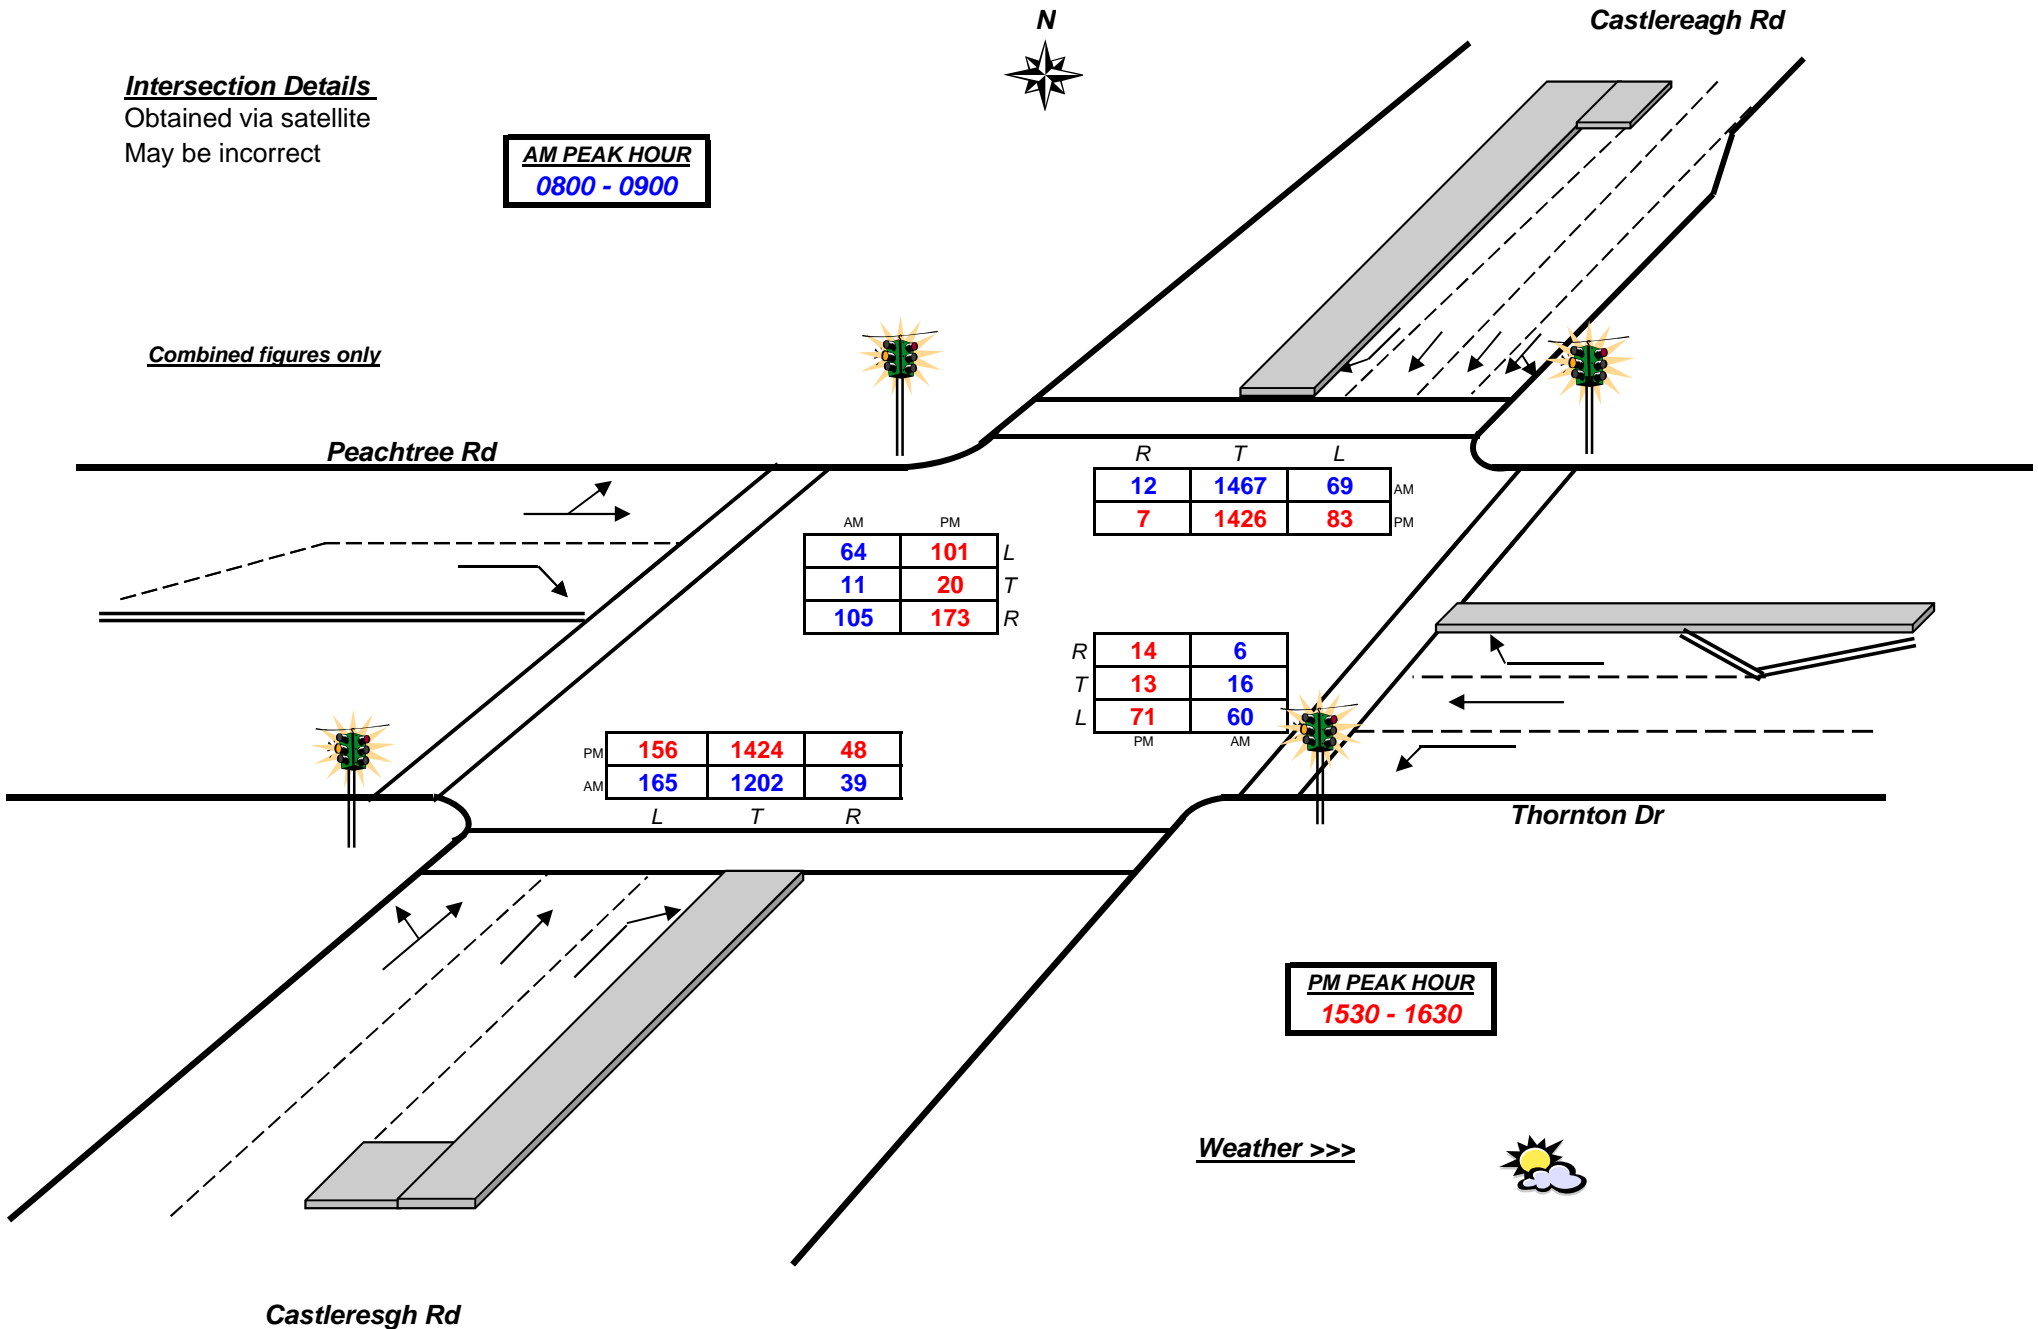 N
Castlereagh Rd
Intersection Details
Obtained via satellite
May be incorrect
AM PEAK HOUR
0800 - 0900
Combined figures only
Peachtree Rd
R T L
12 1467 69 AM
7 1426 83 PM
AM PM
64 101 L
11 20 T
105 173 R
R 14 6
T 13 16
L 71 60
PM AM
PM 156 1424 48
AM 165 1202 39
L T R
Thornton Dr
PM PEAK HOUR
1530 - 1630
Weather >>>
Castleresgh Rd